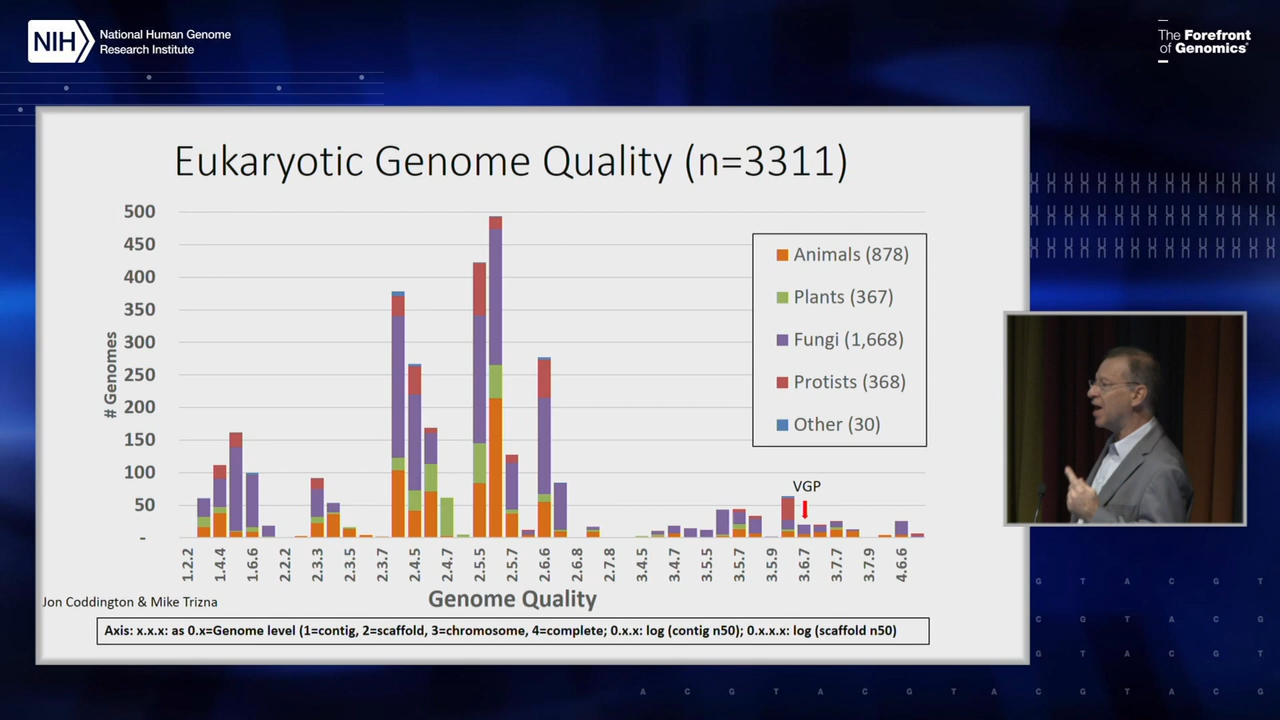 NIH National Human Genome
Research Institute
The Forefront
of Genomics®
Eukaryotic Genome Quality (n=3311)
500
450
400
350
300
250
200
150
100
50
-
# Genomes
Animals (878)
Plants (367)
Fungi (1,668)
Protists (368)
Other (30)
VGP
1.2.2
1.4.4
1.6.6
2.2.2
2.3.3
2.3.5
2.3.7
2.4.5
2.4.7
2.5.5
2.5.7
2.6.6
2.6.8
2.7.8
3.4.5
3.4.7
3.5.5
3.5.7
3.5.9
3.6.7
3.7.7
3.7.9
4.6.6
Genome Quality
Jon Coddington & Mike Trizna
Axis: x.x.x: as 0.x=Genome level (1=contig, 2=scaffold, 3=chromosome, 4=complete; 0.x.x: log (contig n50); 0.x.x.x: log (scaffold n50)
G T A C G T
C G T A C G
G T A C G T
A C G T A C G T A C G T A C G